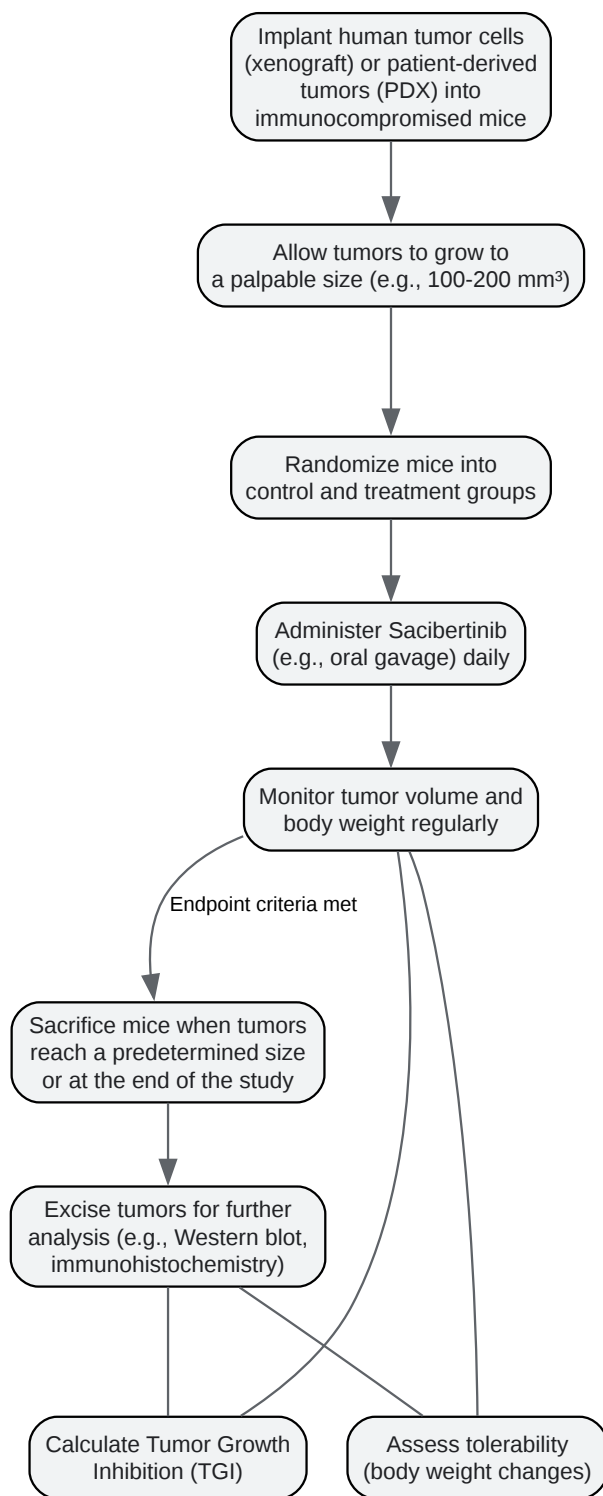 Implant human tumor cells
(xenograft) or patient-derived
tumors (PDX) into
immunocompromised mice
Allow tumors to grow to
a palpable size (e.g., 100-200 mm³)
Randomize mice into
control and treatment groups
Administer Sacibertinib
(e.g., oral gavage) daily
Monitor tumor volume and
body weight regularly
Endpoint criteria met
Sacrifice mice when tumors
reach a predetermined size
or at the end of the study
Excise tumors for further
analysis (e.g., Western blot,
immunohistochemistry)
Calculate Tumor Growth
Inhibition (TGI)
Assess tolerability
(body weight changes)